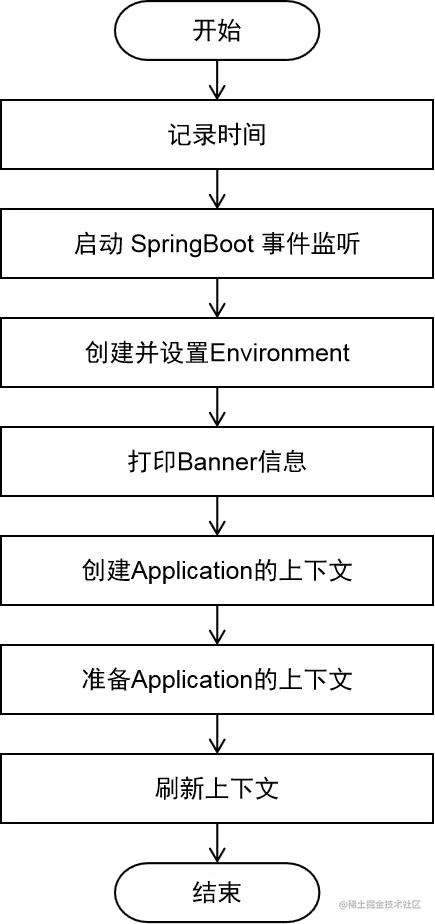 开始
记录时间
启动 SpringBoot 事件监听
创建并设置Environment
打印Banner信息
创建Application的上下文
准备Application的上下文
刷新上下文
结束
@稀土掘金技术社区